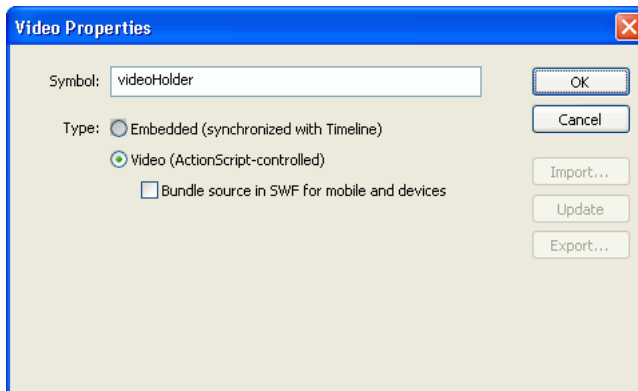 Video Properties
Symbol: videoHolder OK
Type: Embedded (synchronized with Timeline) Cancel
Video (ActionScript-controlled)
Bundle source in SWF for mobile and devices Import...
Update
Export...